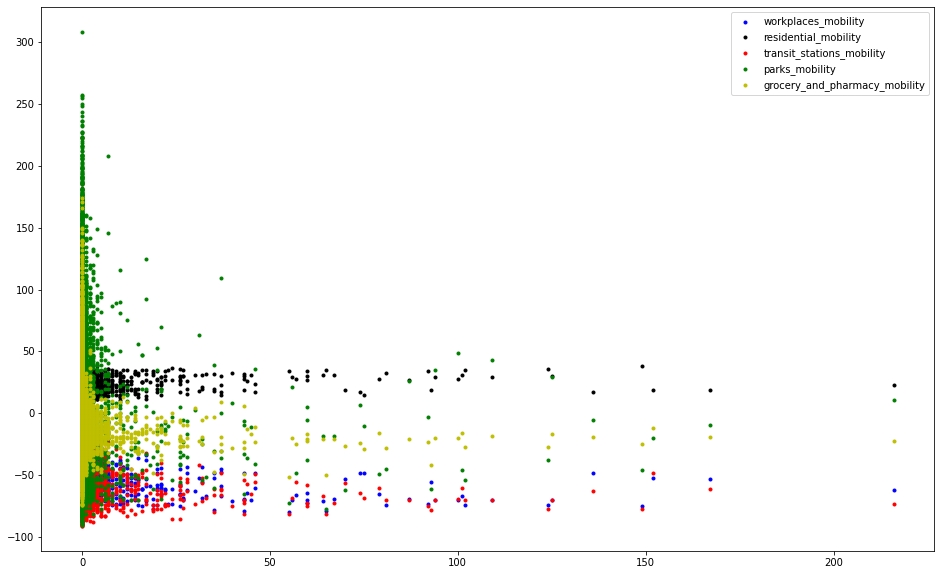 workplaces_mobility
residential_mobility
transit_stations_mobility
parks_mobility
grocery_and_pharmacy_mobility
300
250
200
150
100
50
0
−50
−100
0 50 100 150 200